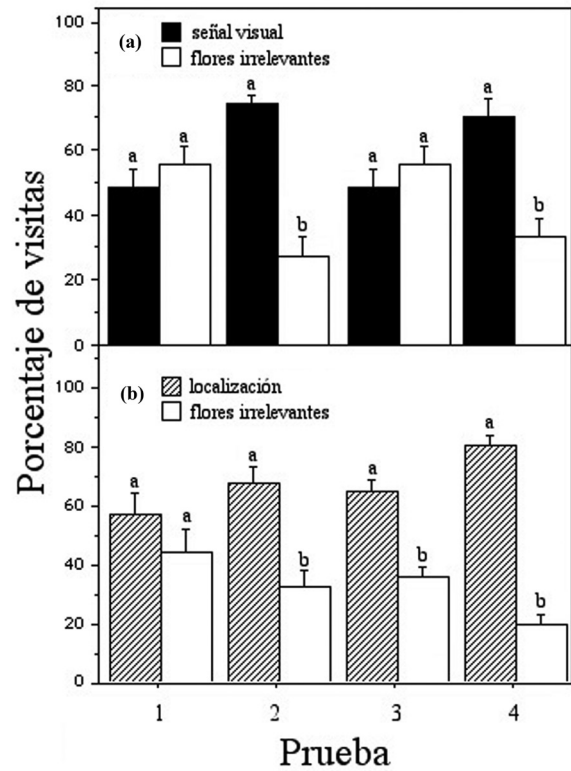 Porcentaje de visitas
100
80
60
40
20
0
(a)
señal visual
flores irrelevantes
a
a
a
b
a
a
a
b
100
80
60
40
20
0
(b)
localización
flores irrelevantes
a
a
a
b
a
b
a
b
1 2 3 4
Prueba